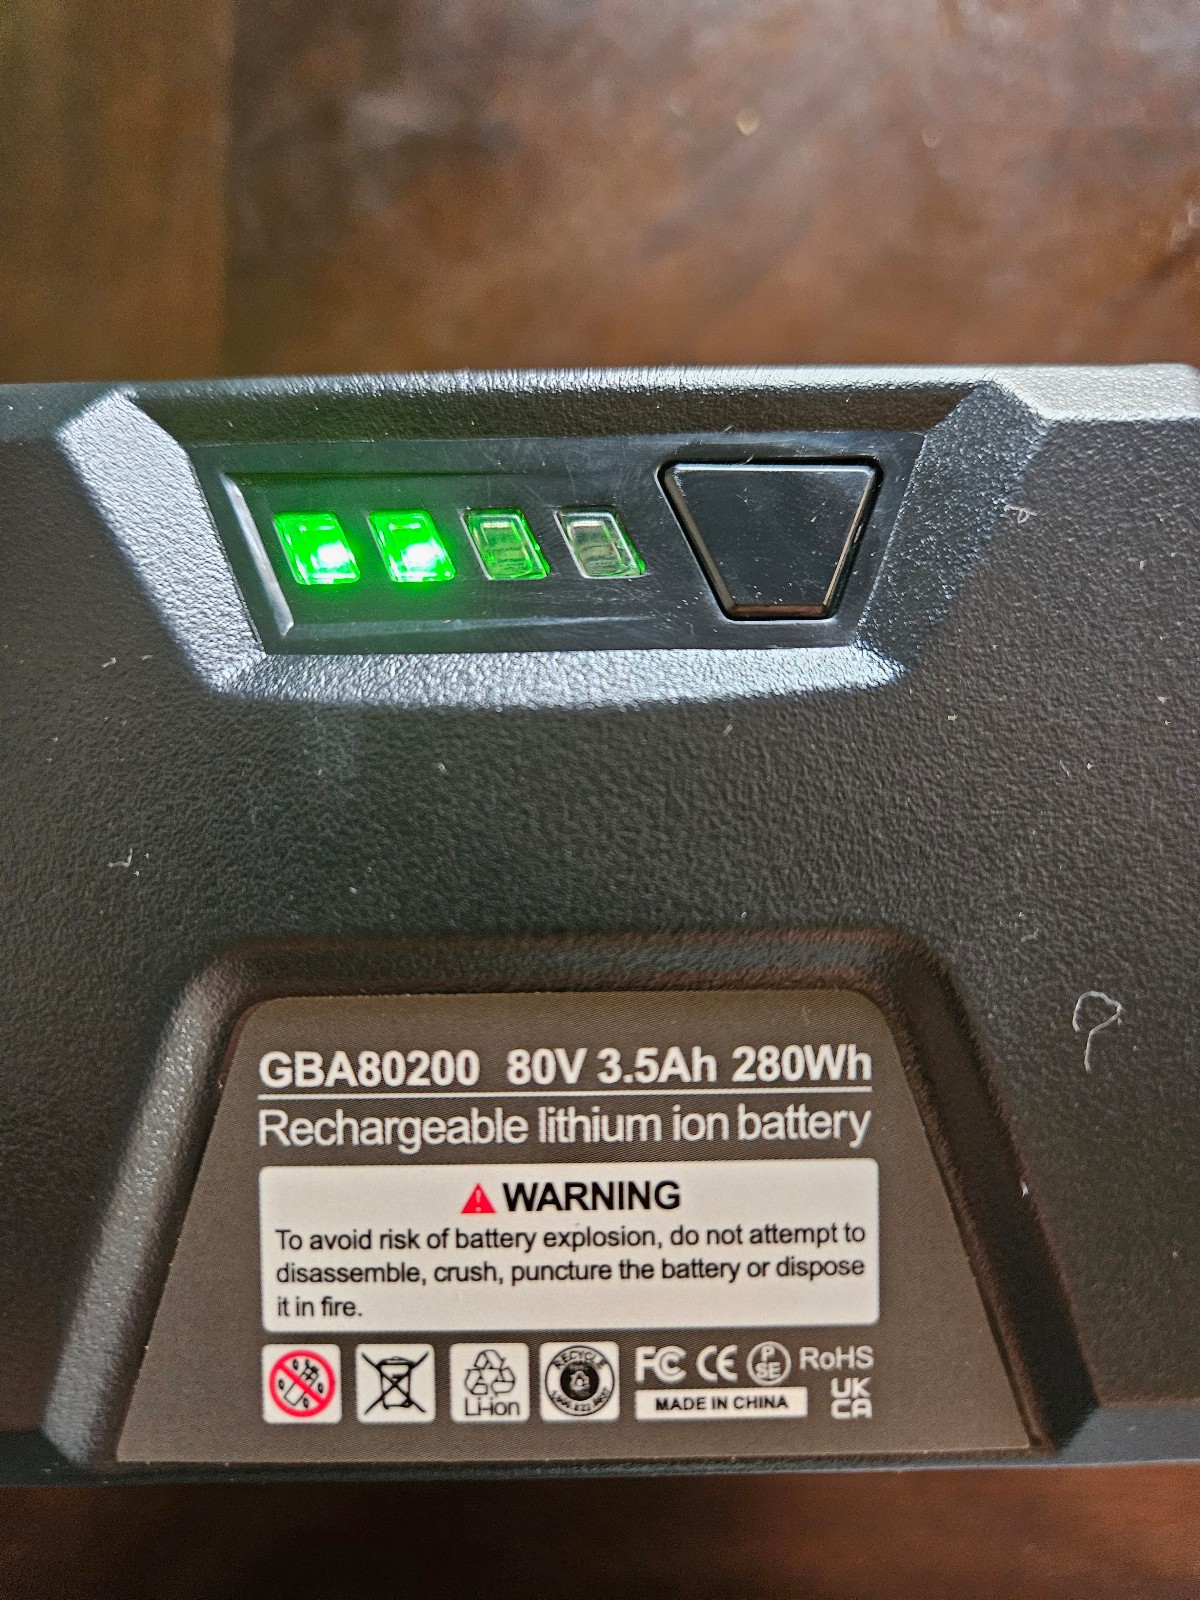 GBA80200 80V 3.5Ah 280Wh
Rechargeable lithium ion battery
WARNING
To avoid risk of battery explosion, do not attempt to
disassemble, crush, puncture the battery or dispose
it in fire.
Li-ion
RECYCLE
FC CE PSE RoHS
MADE IN CHINA
UK
CA